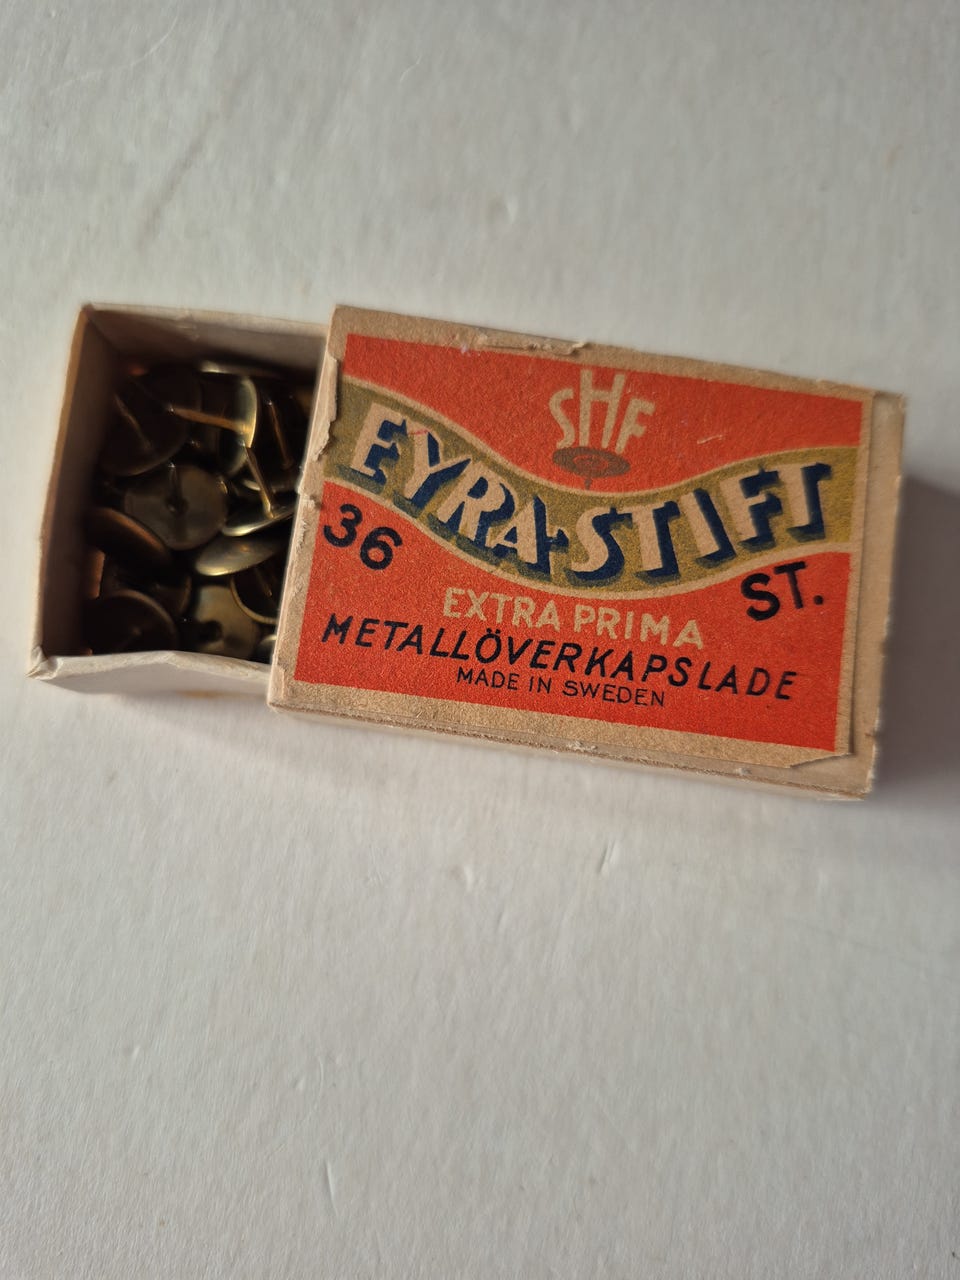 SHF
EYRA-STIFT
36 ST.
EXTRA PRIMA
METALLÖVERKAPSLADE
MADE IN SWEDEN